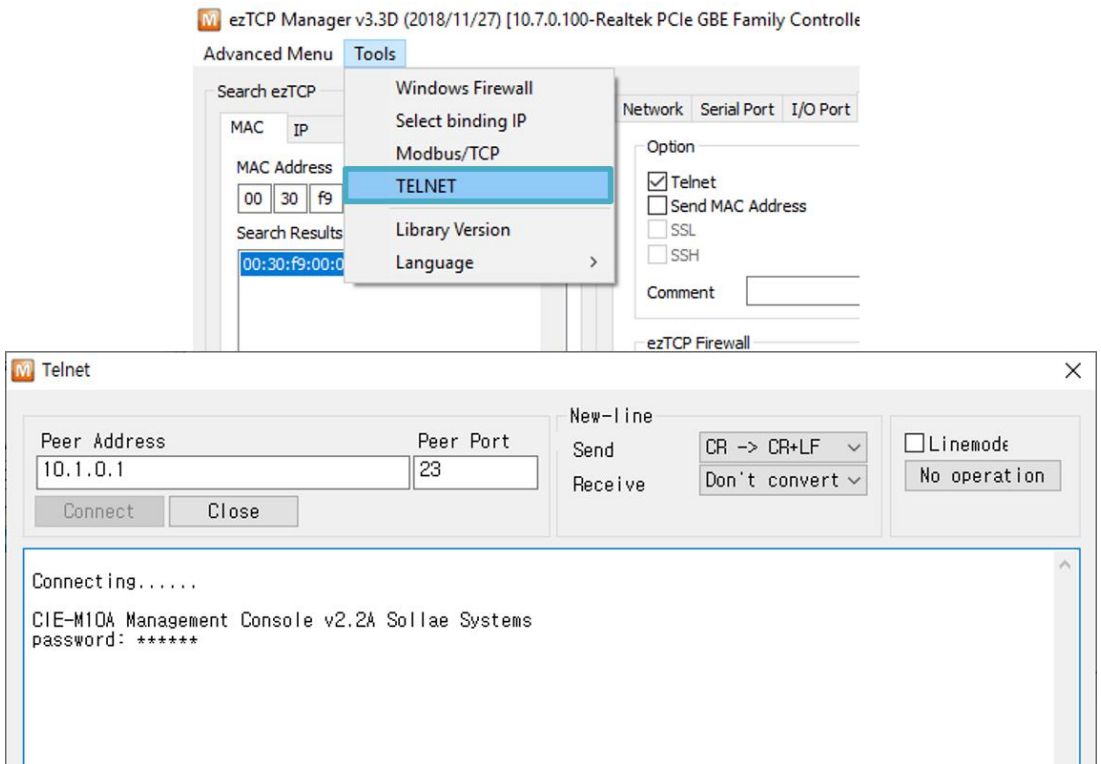 ezTCP Manager v3.3D (2018/11/27) [10.7.0.100-Realtek PCIe GBE Family Controlle
Advanced Menu Tools
Search ezTCP
MAC IP
MAC Address
00 30 f9
Search Results
00:30:f9:00:0
Windows Firewall
Select binding IP
Modbus/TCP
TELNET
Library Version
Language >
Network Serial Port I/O Port
Option
Telnet
Send MAC Address
SSL
SSH
Comment
ezTCP Firewall
M Telnet
Peer Address Peer Port
10.1.0.1 23
Connect Close
New-line
Send CR -> CR+LF
Receive Don't convert
Linemode
No operation
Connecting......
CIE-M10A Management Console v2.2A Sollae Systems
password: ******